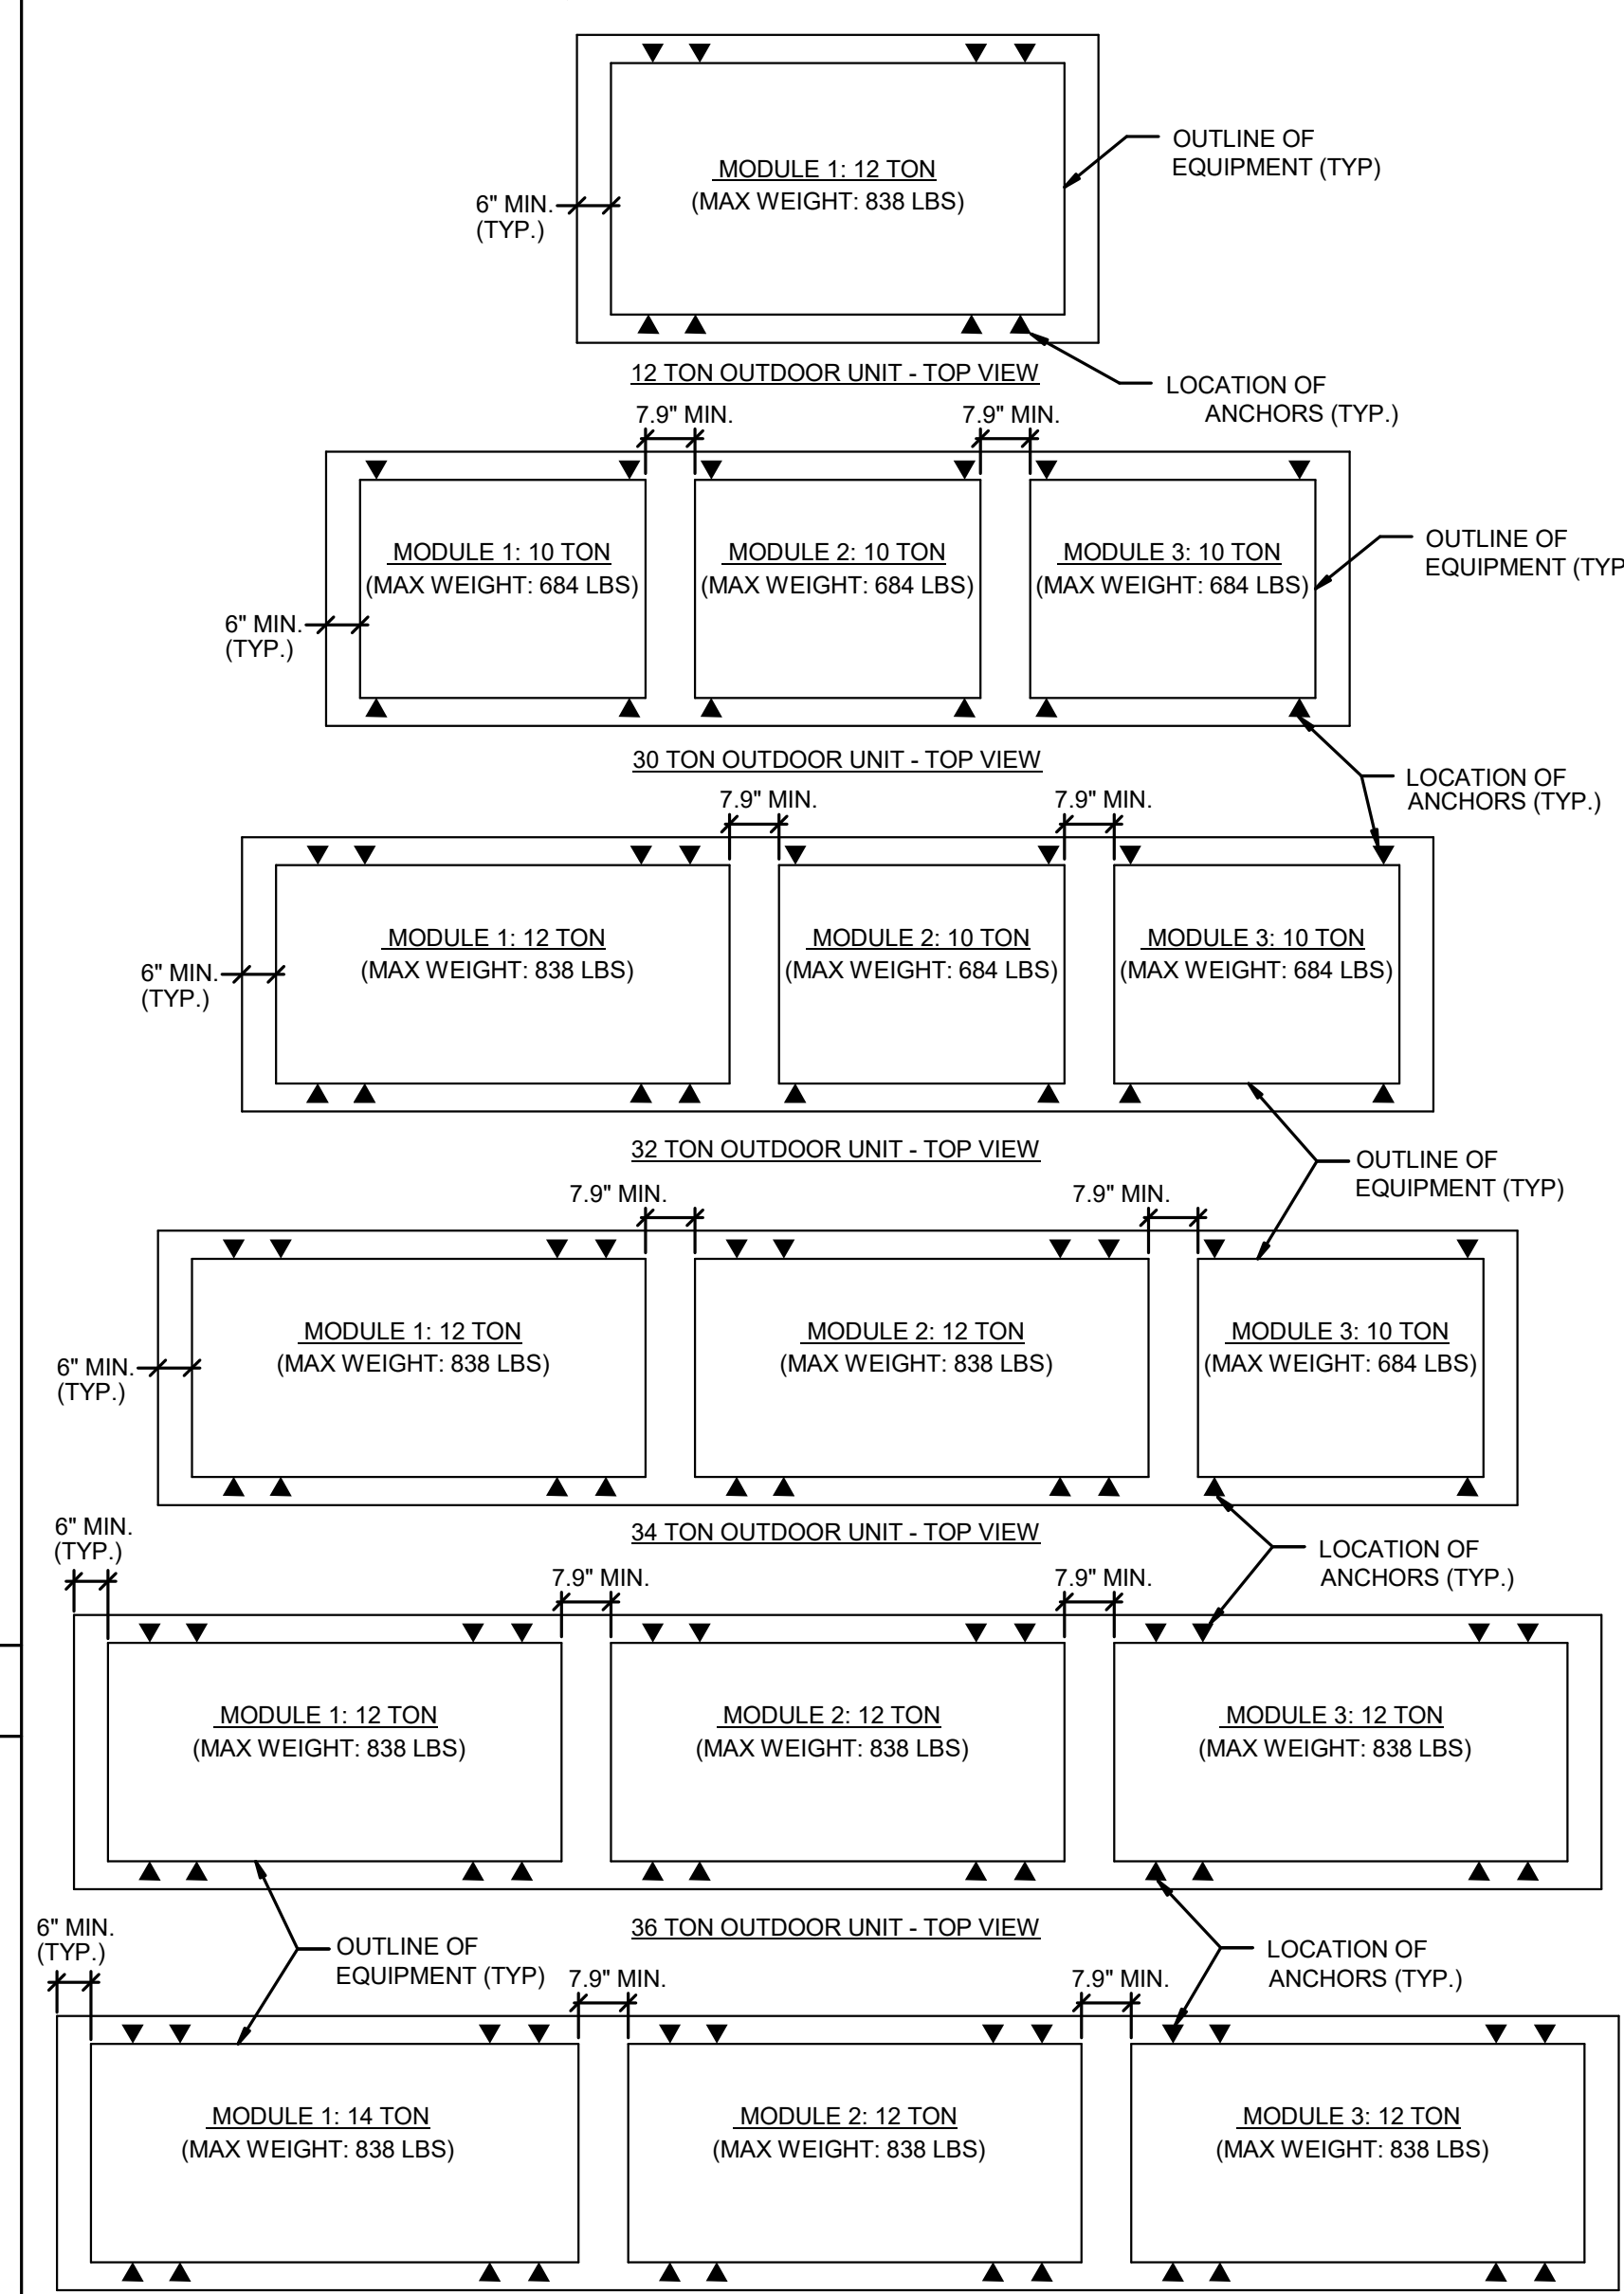 MODULE 1: 12 TON
(MAX WEIGHT: 838 LBS)
6" MIN.
(TYP.)
OUTLINE OF
EQUIPMENT (TYP)
12 TON OUTDOOR UNIT - TOP VIEW
LOCATION OF
ANCHORS (TYP.)
7.9" MIN.
7.9" MIN.
MODULE 1: 10 TON
(MAX WEIGHT: 684 LBS)
MODULE 2: 10 TON
(MAX WEIGHT: 684 LBS)
MODULE 3: 10 TON
(MAX WEIGHT: 684 LBS)
OUTLINE OF
EQUIPMENT (TYP
6" MIN.
(TYP.)
30 TON OUTDOOR UNIT - TOP VIEW
LOCATION OF
ANCHORS (TYP.)
7.9" MIN.
7.9" MIN.
MODULE 1: 12 TON
(MAX WEIGHT: 838 LBS)
MODULE 2: 10 TON
(MAX WEIGHT: 684 LBS)
MODULE 3: 10 TON
(MAX WEIGHT: 684 LBS)
6" MIN.
(TYP.)
32 TON OUTDOOR UNIT - TOP VIEW
OUTLINE OF
EQUIPMENT (TYP)
7.9" MIN.
7.9" MIN.
MODULE 1: 12 TON
(MAX WEIGHT: 838 LBS)
MODULE 2: 12 TON
(MAX WEIGHT: 838 LBS)
MODULE 3: 10 TON
(MAX WEIGHT: 684 LBS)
6" MIN.
(TYP.)
34 TON OUTDOOR UNIT - TOP VIEW
LOCATION OF
ANCHORS (TYP.)
6" MIN.
(TYP.)
7.9" MIN.
7.9" MIN.
MODULE 1: 12 TON
(MAX WEIGHT: 838 LBS)
MODULE 2: 12 TON
(MAX WEIGHT: 838 LBS)
MODULE 3: 12 TON
(MAX WEIGHT: 838 LBS)
36 TON OUTDOOR UNIT - TOP VIEW
OUTLINE OF
EQUIPMENT (TYP)
LOCATION OF
ANCHORS (TYP.)
6" MIN.
(TYP.)
7.9" MIN.
7.9" MIN.
MODULE 1: 14 TON
(MAX WEIGHT: 838 LBS)
MODULE 2: 12 TON
(MAX WEIGHT: 838 LBS)
MODULE 3: 12 TON
(MAX WEIGHT: 838 LBS)